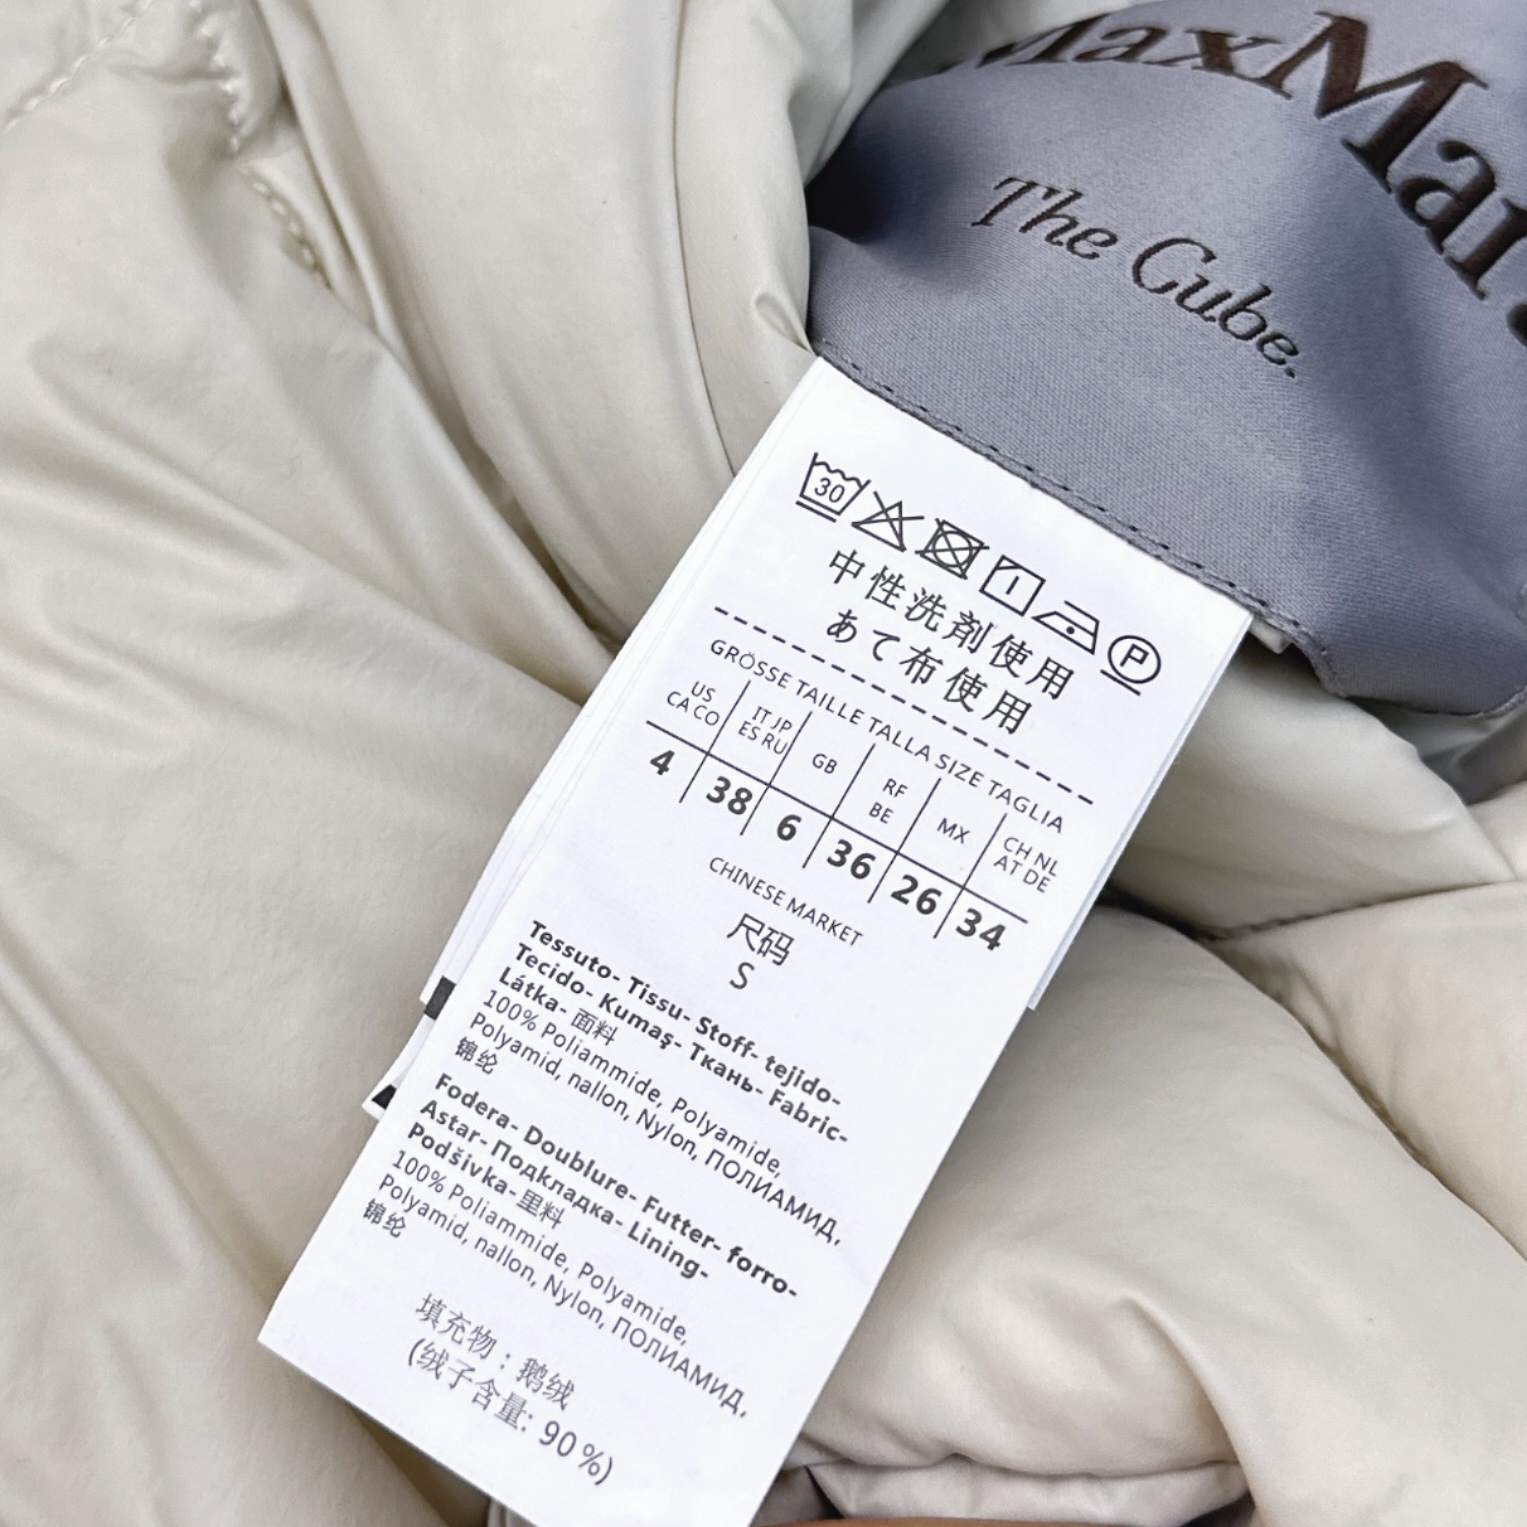 MaxMara
The Cube.
30
P
中性洗剤使用
あて布使用
GRÖSSE TAILLE TALLA SIZE TAGLIA
US CA CO
IT JP ES RU
GB
RF BE
MX
CH NL AT DE
4 38 6 36 26 34
CHINESE MARKET
尺码
S
Tessuto- Tissu- Stoff- tejido-
Tecido- Kumaş- Ткань- Fabric-
Látka- 面料
100% Poliammide, Polyamide,
Polyamid, nallon, Nylon, ПОЛИАМИД,
锦纶
Fodera- Doublure- Futter- forro-
Astar- Подкладка- Lining-
Podšívka- 里料
100% Poliammide, Polyamide,
Polyamid, nallon, Nylon, ПОЛИАМИД,
锦纶
填充物：鹅绒
(绒子含量: 90%)